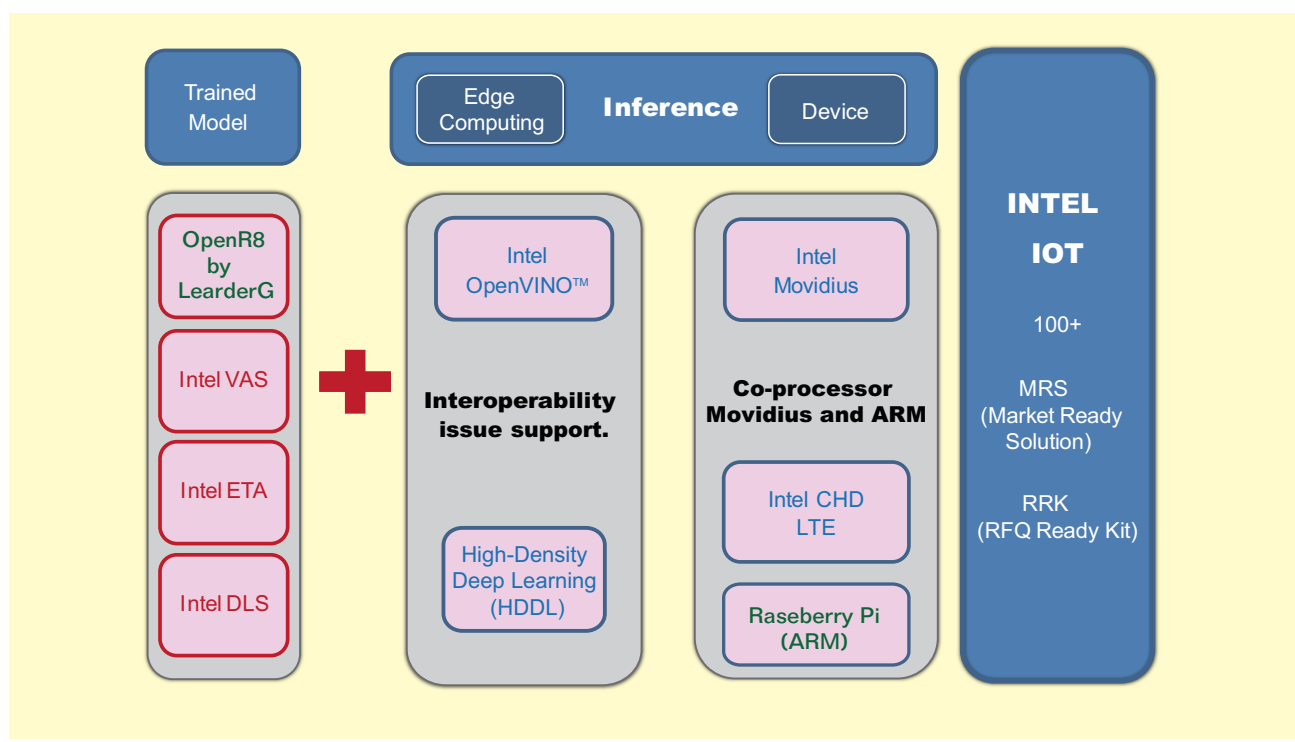 Trained
Model
Edge
Computing
Inference
Device
OpenR8
by
LearderG
Intel VAS
Intel ETA
Intel DLS
Intel
OpenVINO™
Interoperability
issue support.
High-Density
Deep Learning
(HDDL)
Intel
Movidius
Co-processor
Movidius and ARM
Intel CHD
LTE
Raseberry Pi
(ARM)
INTEL
IOT
100+
MRS
(Market Ready
Solution)
RRK
(RFQ Ready Kit)